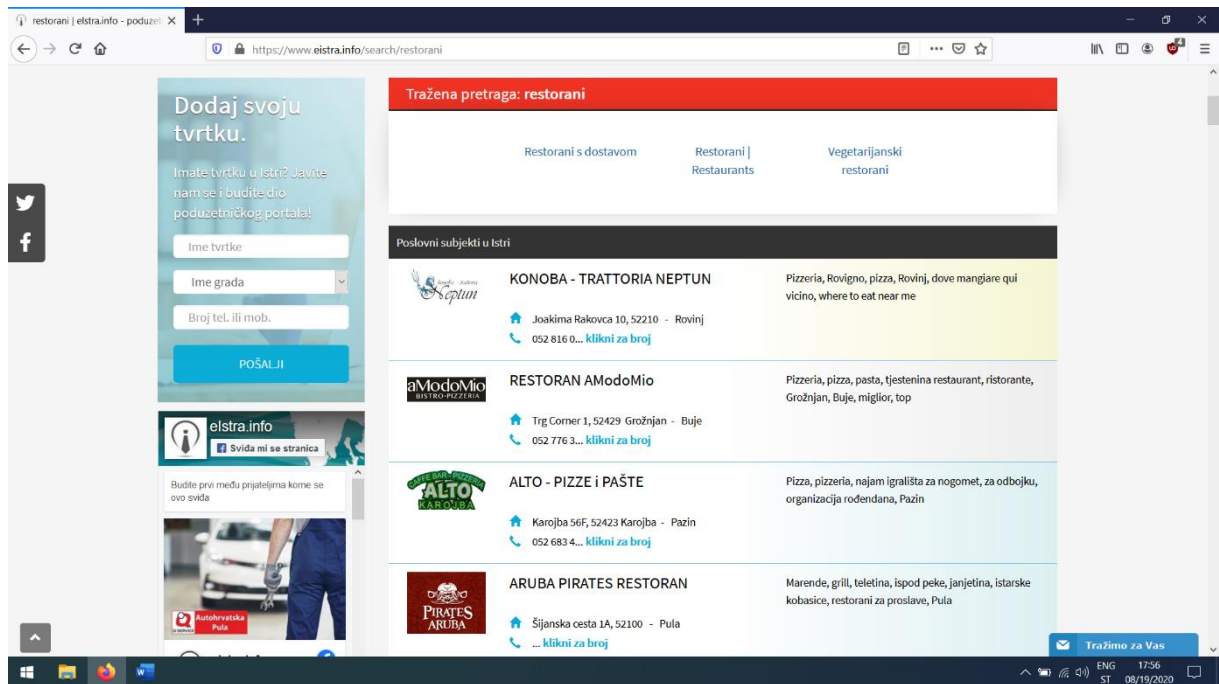 restorani | elstra.info - poduzet
https://www.eistra.info/search/restorani
Dodaj svoju
tvrtku.
Imate tvrtku u Istri? Javite
nam se i budite dio
poduzetničkog portala!
Ime tvrtke
Ime grada
Broj tel. ili mob.
POŠALJI
elstra.info
Sviđa mi se stranica
Budite prvi među prijateljima kome se
ovo sviđa
Autohrvatska
Pula
Tražena pretraga: restorani
Restorani s dostavom
Restorani |
Restaurants
Vegetarijanski
restorani
Poslovni subjekti u Istri
Neptun
KONOBA - TRATTORIA NEPTUN
Joakima Rakovca 10, 52210 - Rovinj
052 816 0... klikni za broj
Pizzeria, Rovigno, pizza, Rovinj, dove mangiare qui
vicino, where to eat near me
aModoMio
BISTRO-PIZZERIA
RESTORAN AModoMio
Trg Corner 1, 52429 Grožnjan - Buje
052 776 3... klikni za broj
Pizzeria, pizza, pasta, tjestenina restaurant, ristorante,
Grožnjan, Buje, miglior, top
CAFFE BAR - PIZZERIA
ALTO
KAROJBA
ALTO - PIZZE i PAŠTE
Karojba 56F, 52423 Karojba - Pazin
052 683 4... klikni za broj
Pizza, pizzeria, najam igrališta za nogomet, za odbojku,
organizacija rođendana, Pazin
PIRATES
ARUBA
ARUBA PIRATES RESTORAN
Šijanska cesta 1A, 52100 - Pula
... klikni za broj
Marende, grill, teletina, ispod peke, janjetina, istarske
kobasice, restorani za proslave, Pula
Tražimo za Vas
ENG
ST
17:56
08/19/2020